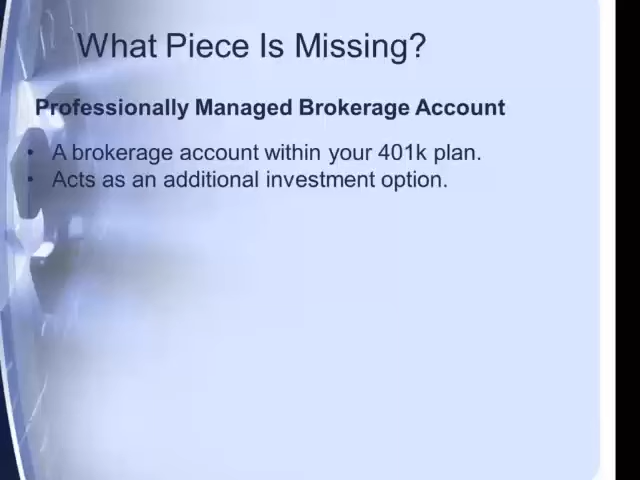 What Piece Is Missing?
Professionally Managed Brokerage Account
• A brokerage account within your 401k plan.
• Acts as an additional investment option.